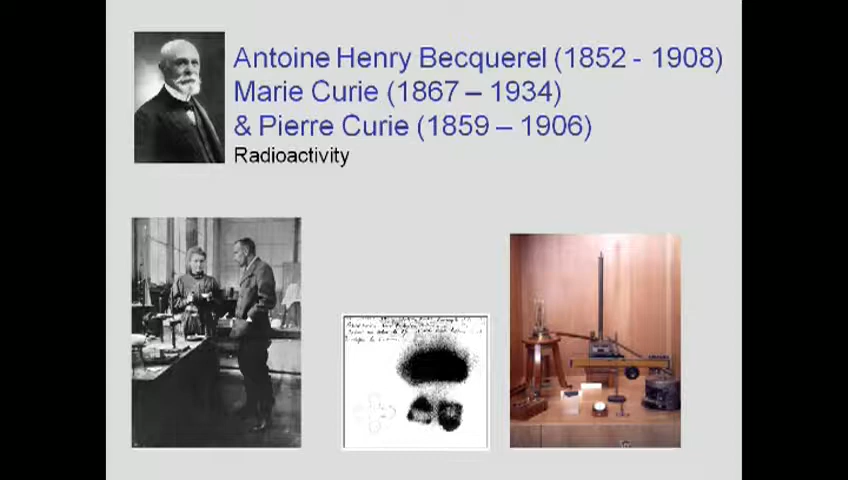 Antoine Henry Becquerel (1852 - 1908)
Marie Curie (1867 – 1934)
& Pierre Curie (1859 – 1906)
Radioactivity